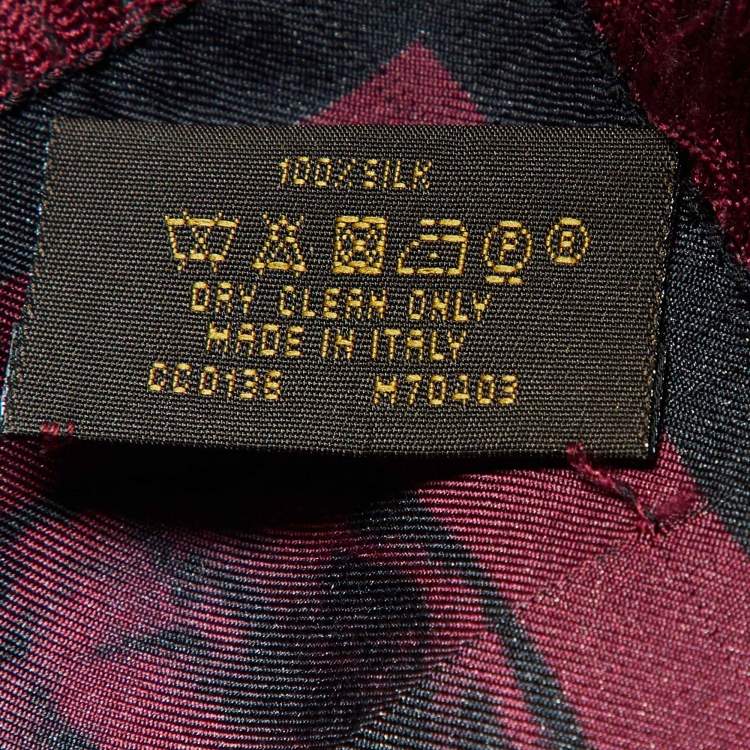 100% SILK
P B
DRY CLEAN ONLY
MADE IN ITALY
CC0136 M70403